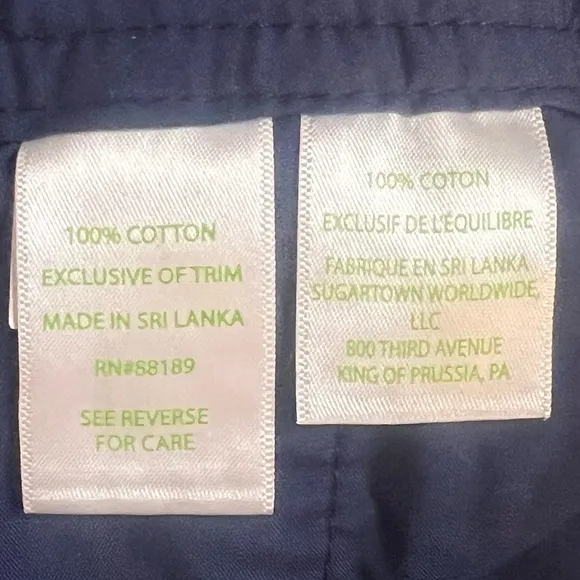 100% COTTON
EXCLUSIVE OF TRIM
MADE IN SRI LANKA
RN#88189
SEE REVERSE
FOR CARE
100% COTON
EXCLUSIF DE L'ÉQUILIBRE
FABRIQUE EN SRI LANKA
SUGARTOWN WORLDWIDE,
LLC
800 THIRD AVENUE
KING OF PRUSSIA, PA